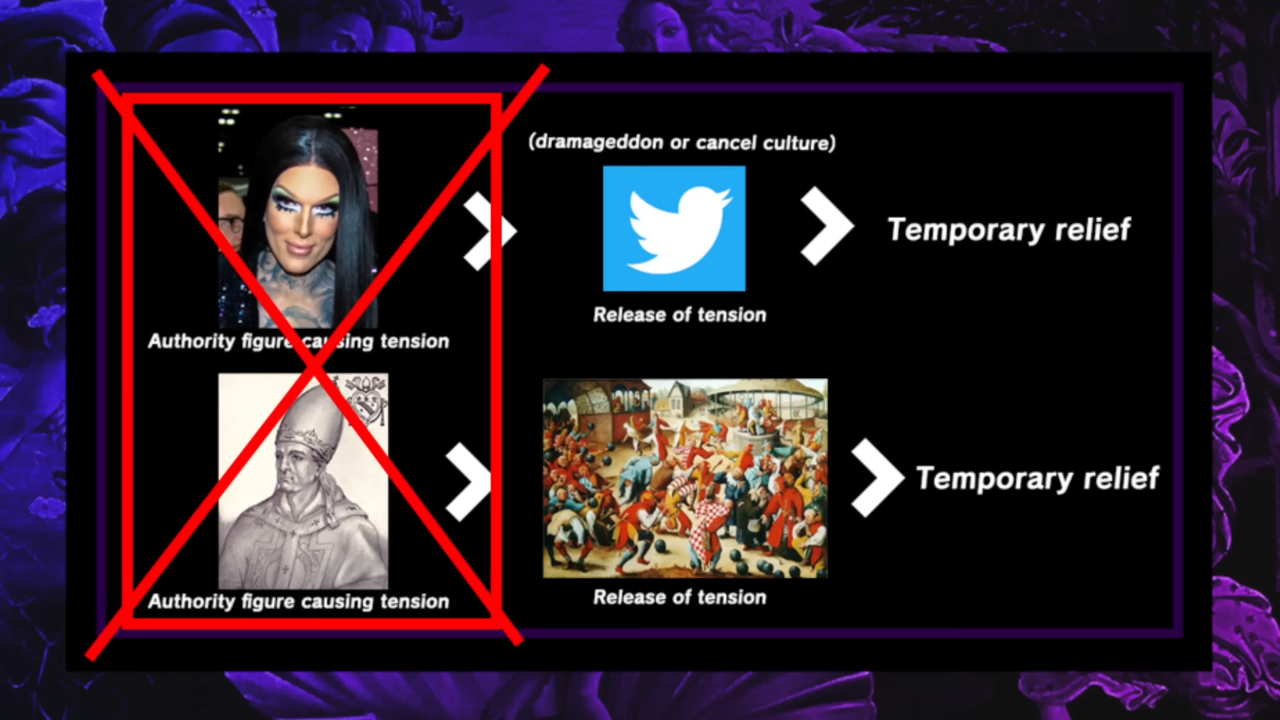 (dramageddon or cancel culture)
Temporary relief
Release of tension
Authority figure causing tension
Temporary relief
Release of tension
Authority figure causing tension